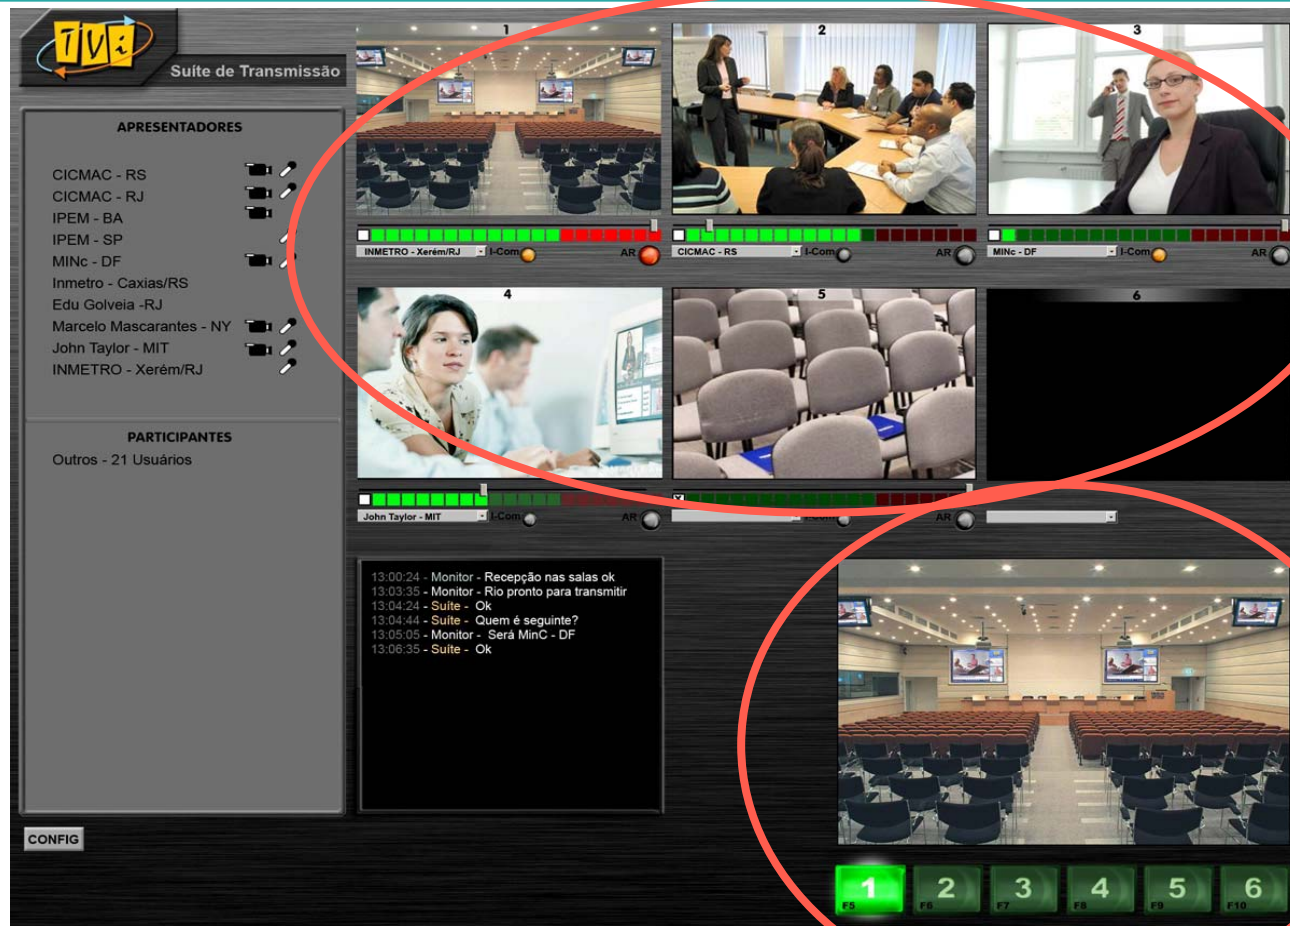 TVi
Suíte de Transmissão
APRESENTADORES
CICMAC - RS
CICMAC - RJ
IPEM - BA
IPEM - SP
MINc - DF
Inmetro - Caxias/RS
Edu Golveia -RJ
Marcelo Mascarantes - NY
John Taylor - MIT
INMETRO - Xerém/RJ
PARTICIPANTES
Outros - 21 Usuários
CONFIG
1
2
3
INMETRO - Xerém/RJ
I-Com
AR
CICMAC - RS
I-Com
AR
MINc - DF
I-Com
AR
4
5
6
John Taylor - MIT
I-Com
AR
X
I-Com
AR
13:00:24 - Monitor - Recepção nas salas ok
13:03:35 - Monitor - Rio pronto para transmitir
13:04:24 - Suíte - Ok
13:04:44 - Suíte - Quem é seguinte?
13:05:05 - Monitor - Será MinC - DF
13:06:35 - Suíte - Ok
1 2 3 4 5 6
F5 F6 F7 F8 F9 F10